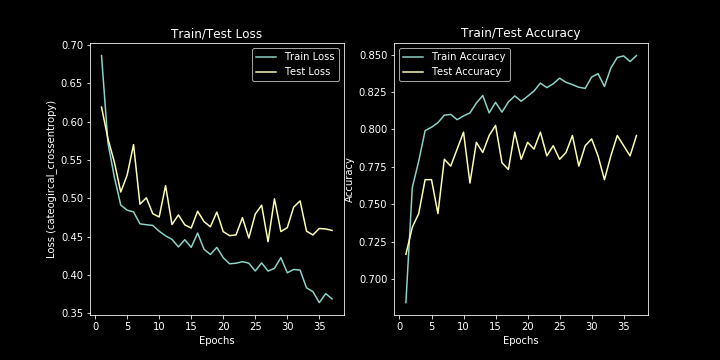 Train/Test Loss
Train Loss
Test Loss
Loss (cateogircal_crossentropy)
0.70
0.65
0.60
0.55
0.50
0.45
0.40
0.35
0 5 10 15 20 25 30 35
Epochs
Train/Test Accuracy
Train Accuracy
Test Accuracy
Accuracy
0.850
0.825
0.800
0.775
0.750
0.725
0.700
0 5 10 15 20 25 30 35
Epochs